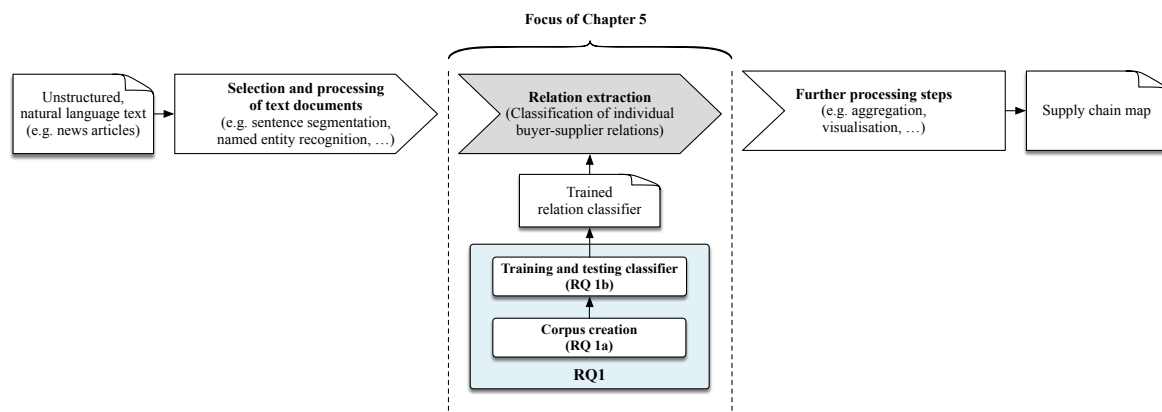 Focus of Chapter 5
Unstructured,
natural language text
(e.g. news articles)
Selection and processing
of text documents
(e.g. sentence segmentation,
named entity recognition, …)
Relation extraction
(Classification of individual
buyer-supplier relations)
Further processing steps
(e.g. aggregation,
visualisation, …)
Supply chain map
Trained
relation classifier
Training and testing classifier
(RQ 1b)
Corpus creation
(RQ 1a)
RQ1